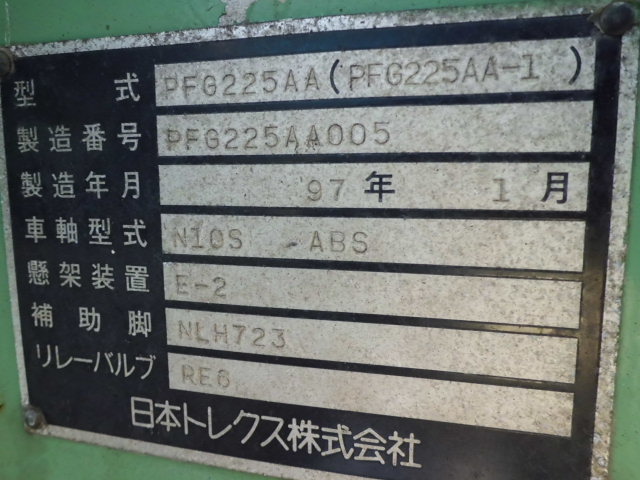 型式 PFG225AA(PFG225AA-1)
製造番号 PFG225AA005
製造年月 97年 1月
車軸型式 N10S -ABS
懸架装置 E-2
補助脚 NLH723
リレーバルブ RE6
日本トレクス株式会社